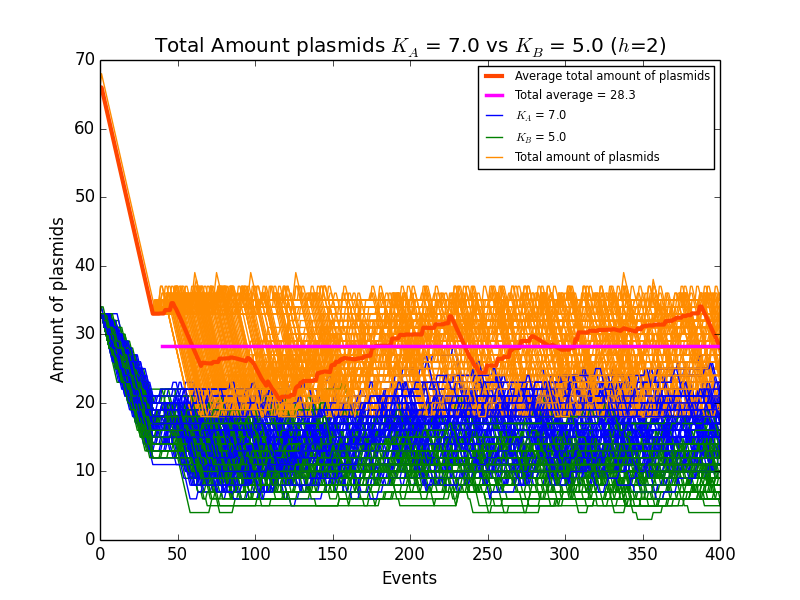 Total Amount plasmids $K_A$ = 7.0 vs $K_B$ = 5.0 ($h$=2)
Average total amount of plasmids
Total average = 28.3
$K_A$ = 7.0
$K_B$ = 5.0
Total amount of plasmids
Amount of plasmids
70
60
50
40
30
20
10
0
0 50 100 150 200 250 300 350 400
Events